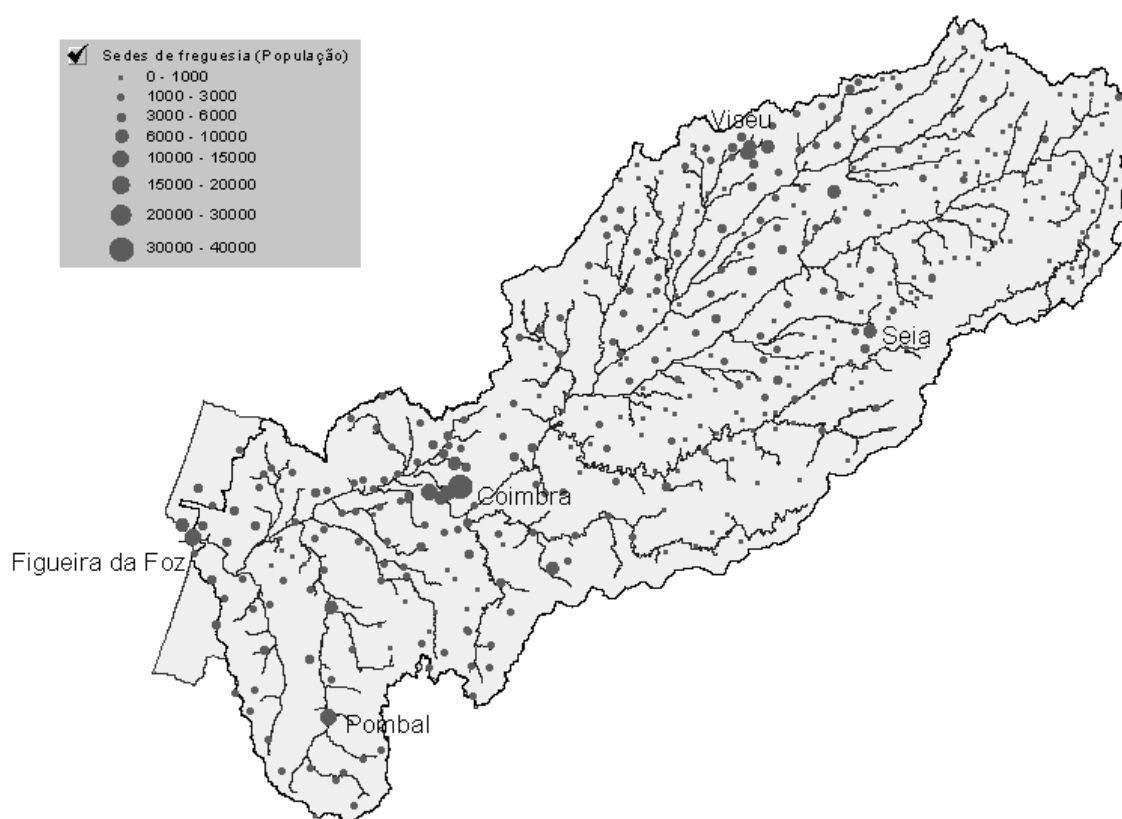 Sedes de freguesia (População)
0 - 1000
1000 - 3000
3000 - 6000
6000 - 10000
10000 - 15000
15000 - 20000
20000 - 30000
30000 - 40000
Viseu
Seia
Coimbra
Figueira da Foz
Pombal